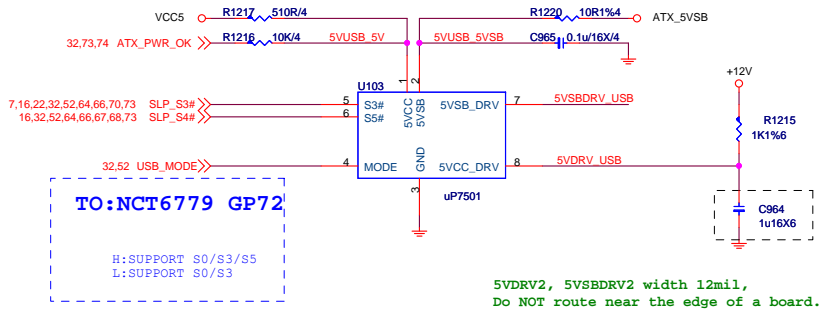 VCC5 R1217 510R/4 R1220 10R1%4 ATX_5VSB
32,73,74 ATX_PWR_OK R1216 10K/4 5VUSB_5V 5VUSB_5VSB C965 0.1u/16X/4
+12V
1 2
U103
7,16,22,32,52,64,66,70,73 SLP_S3# 5 S3# 5VCC 5VSB 5VSB_DRV 7 5VSBDRV_USB
16,32,52,64,66,67,68,73 SLP_S4# 6 S5#
R1215
1K1%6
32,52 USB_MODE 4 MODE GND 5VCC_DRV 8 5VDRV_USB
3 uP7501
TO:NCT6779 GP72
C964
1u16X6
H:SUPPORT S0/S3/S5
L:SUPPORT S0/S3
5VDRV2, 5VSBDRV2 width 12mil,
Do NOT route near the edge of a board.